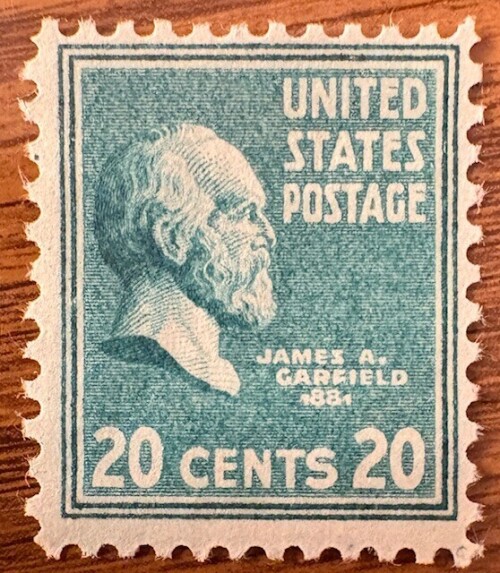 UNITED
STATES
POSTAGE
JAMES A.
GARFIELD
1881
20 CENTS 20